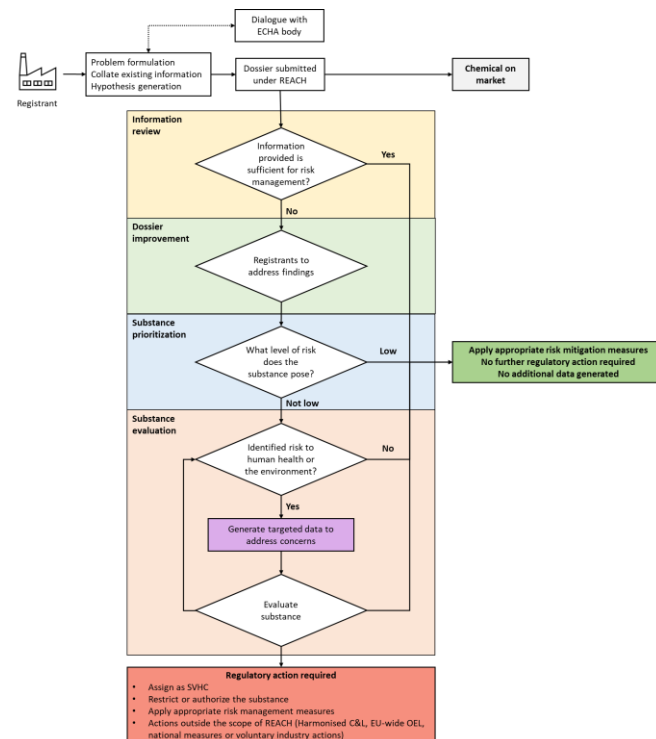 Dialogue with
ECHA body
Registrant
Problem formulation
Collate existing information
Hypothesis generation
Dossier submitted
under REACH
Chemical on
market
Information
review
Information
provided is
sufficient for risk
management?
Yes
No
Dossier
improvement
Registrants to
address findings
Substance
prioritization
What level of risk
does the
substance pose?
Low
Apply appropriate risk mitigation measures
No further regulatory action required
No additional data generated
Not low
Substance
evaluation
Identified risk to
human health or
the environment?
No
Yes
Generate targeted data to
address concerns
Evaluate
substance
Regulatory action required
• Assign as SVHC
• Restrict or authorize the substance
• Apply appropriate risk management measures
• Actions outside the scope of REACH (Harmonised C&L, EU-wide OEL,
national measures or voluntary industry actions)